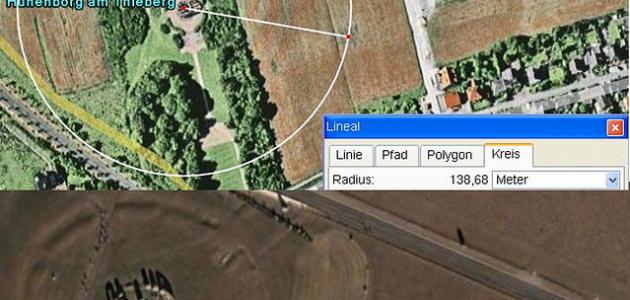 Hünenborg am Thieberg
Lineal
Linie Pfad Polygon Kreis
Radius: 138,68 Meter